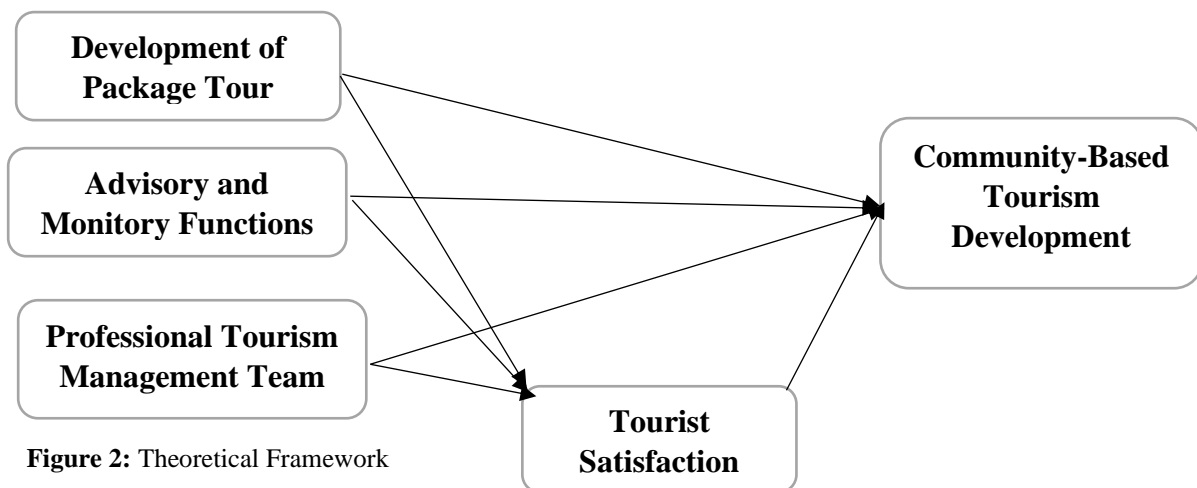 Development of
Package Tour
Advisory and
Monitory Functions
Professional Tourism
Management Team
Community-Based
Tourism
Development
Tourist
Satisfaction
Figure 2: Theoretical Framework